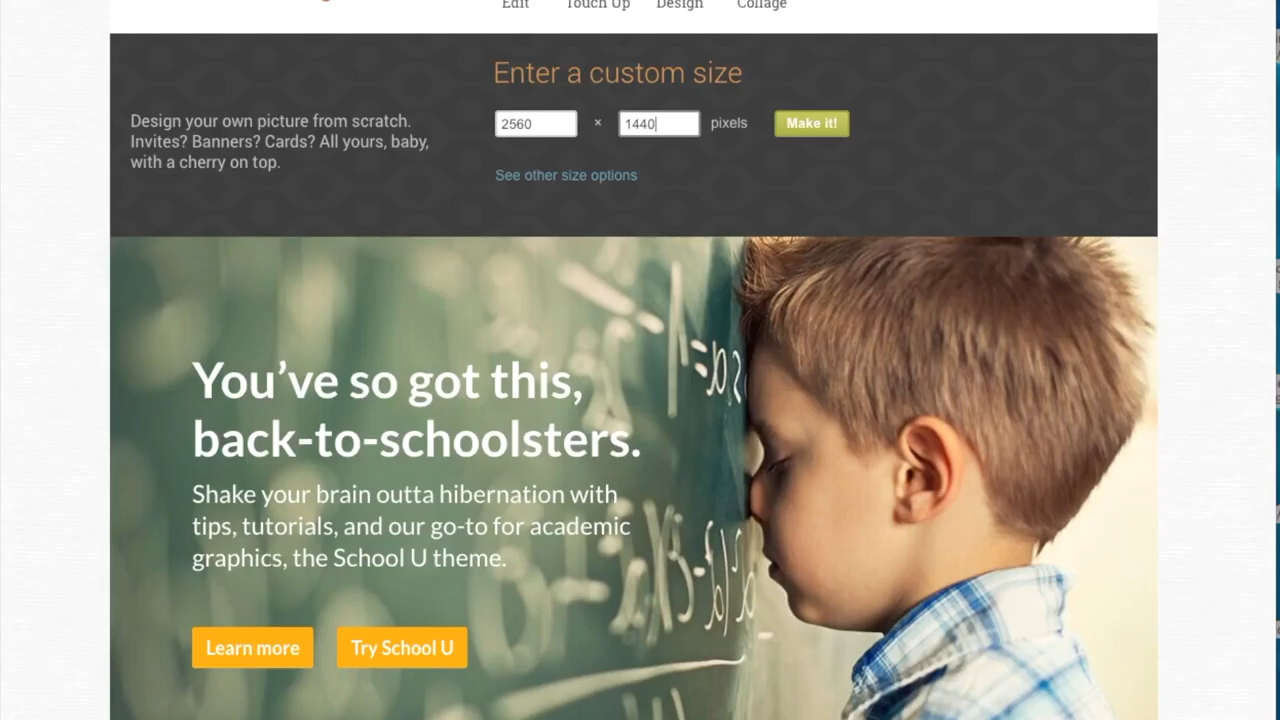 Edit Touch Up Design Collage
Enter a custom size
Design your own picture from scratch.
Invites? Banners? Cards? All yours, baby,
with a cherry on top.
2560 × 1440 pixels Make it!
See other size options
You’ve so got this,
back-to-schoolsters.
Shake your brain outta hibernation with
tips, tutorials, and our go-to for academic
graphics, the School U theme.
Learn more Try School U